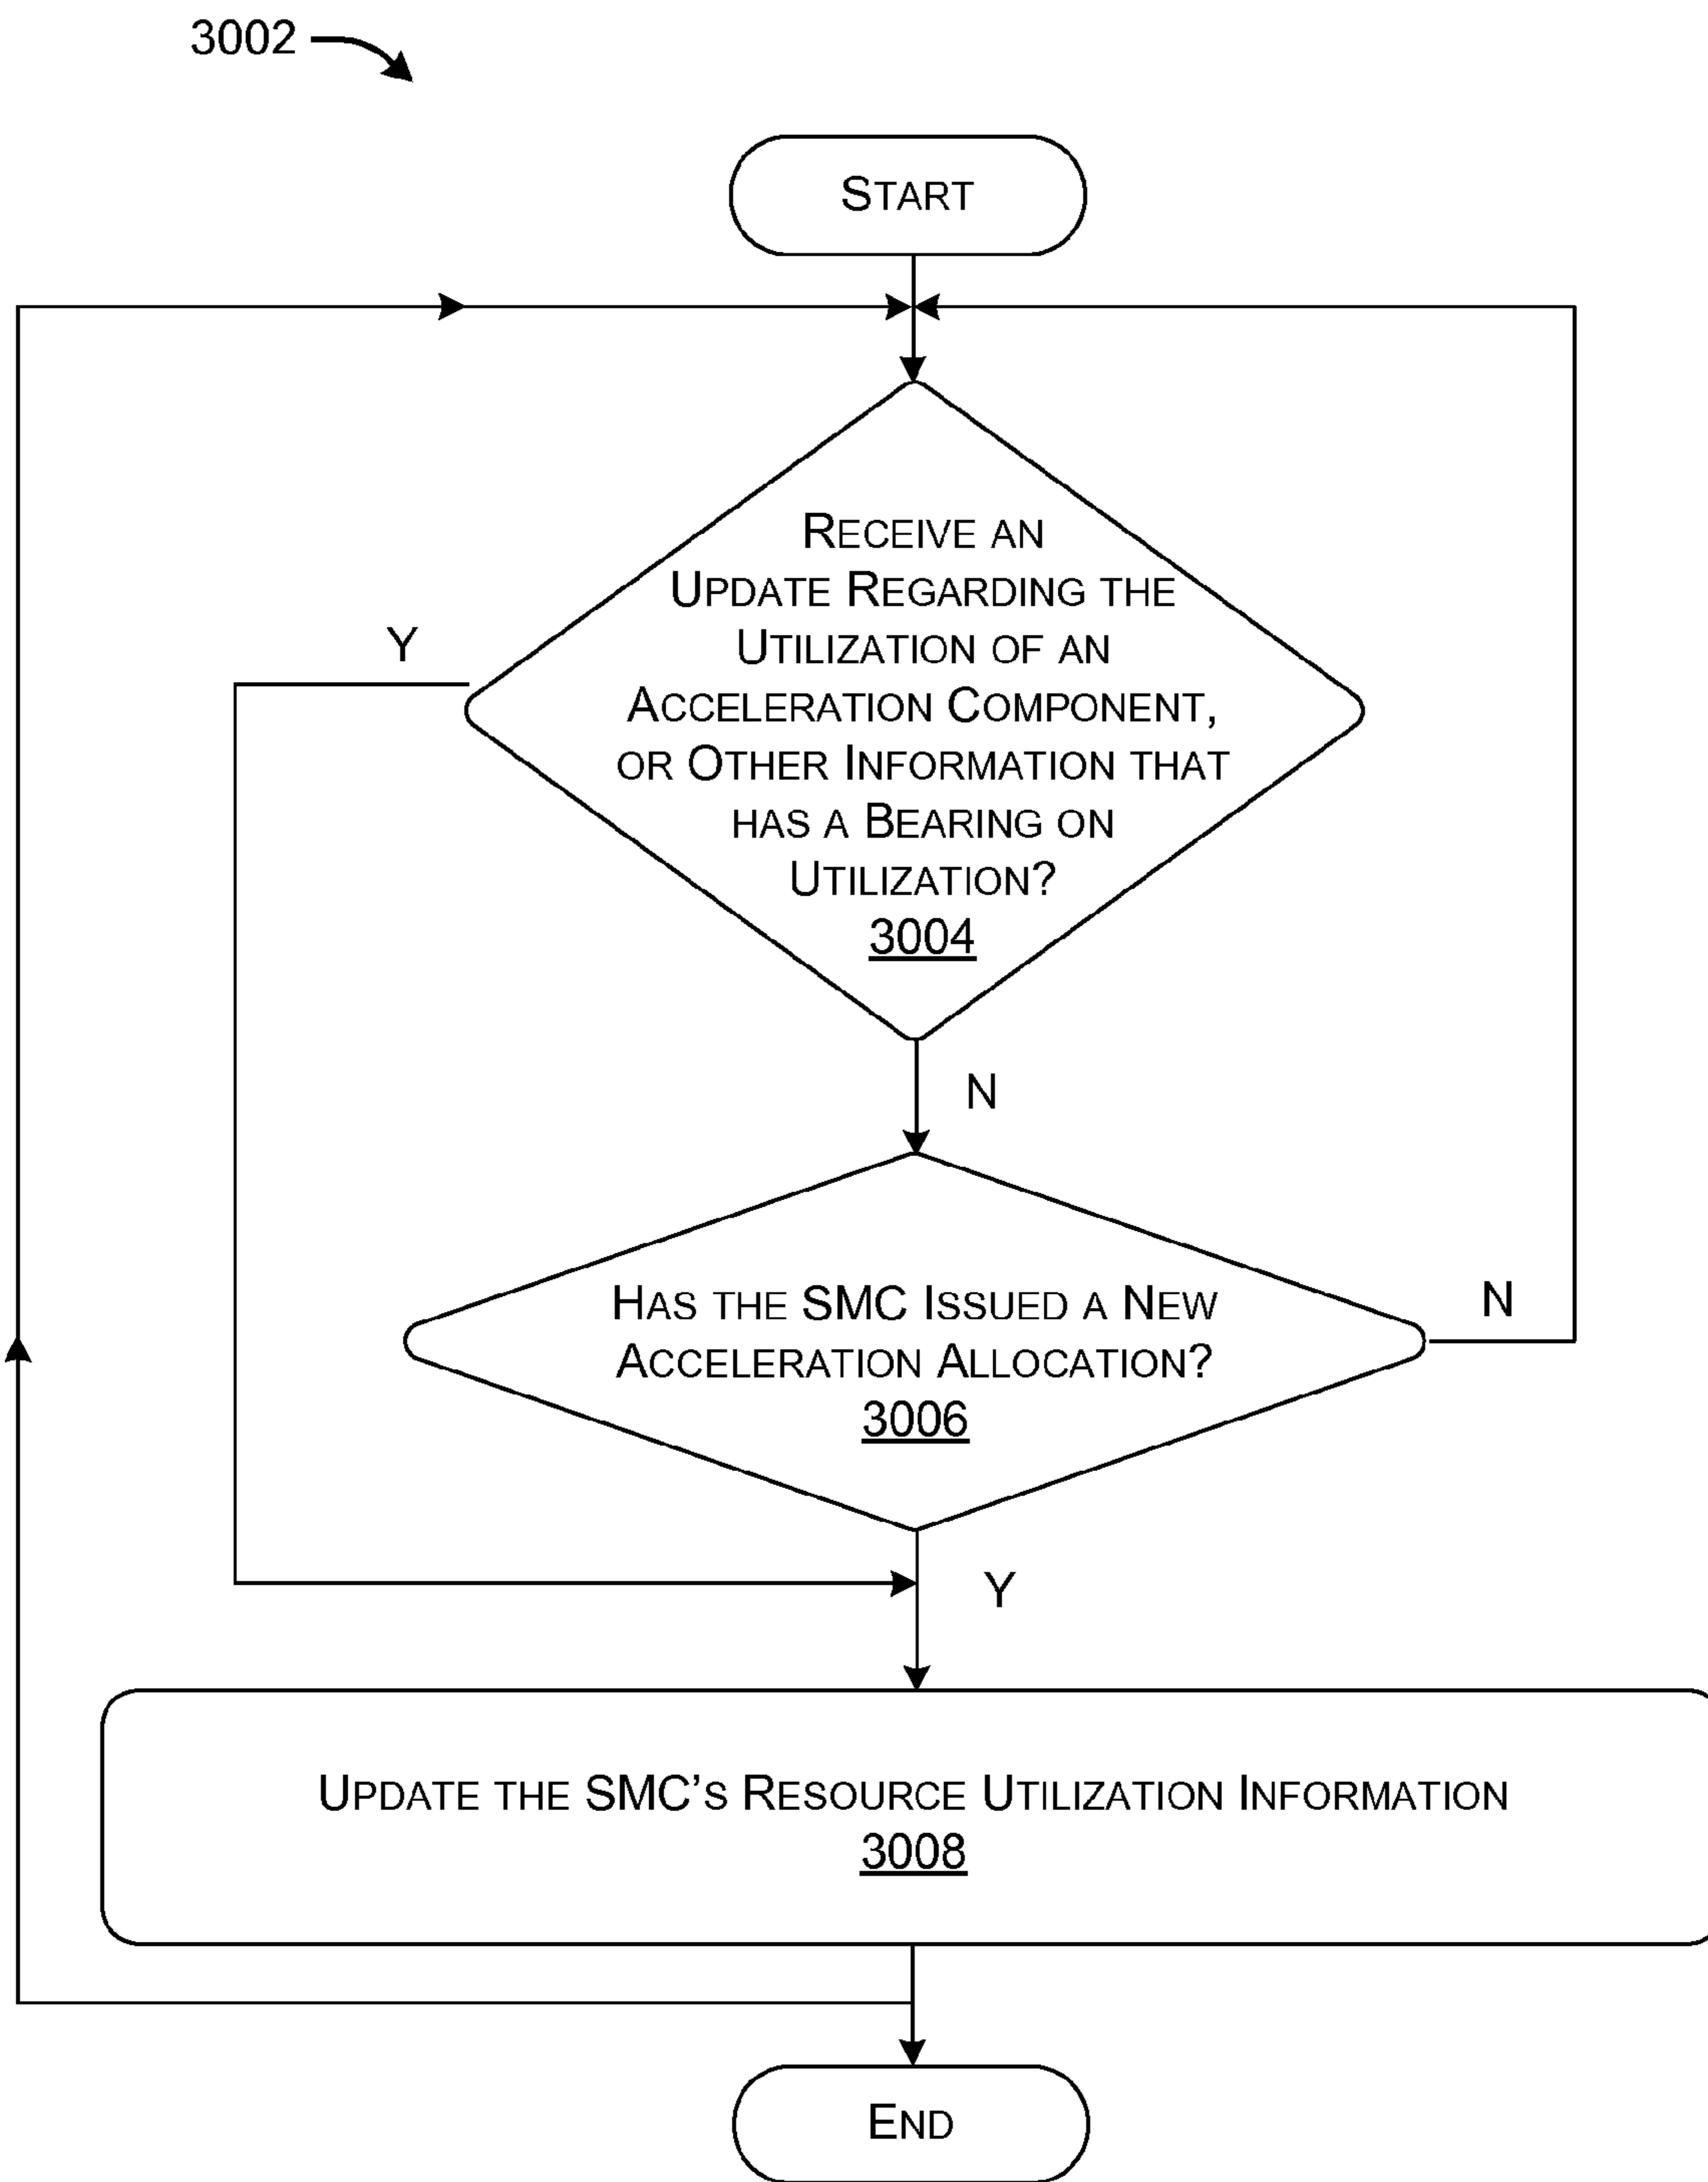 3002
START
RECEIVE AN
UPDATE REGARDING THE
UTILIZATION OF AN
ACCELERATION COMPONENT,
OR OTHER INFORMATION THAT
HAS A BEARING ON
UTILIZATION?
3004
Y
N
HAS THE SMC ISSUED A NEW
ACCELERATION ALLOCATION?
3006
N
Y
UPDATE THE SMC'S RESOURCE UTILIZATION INFORMATION
3008
END